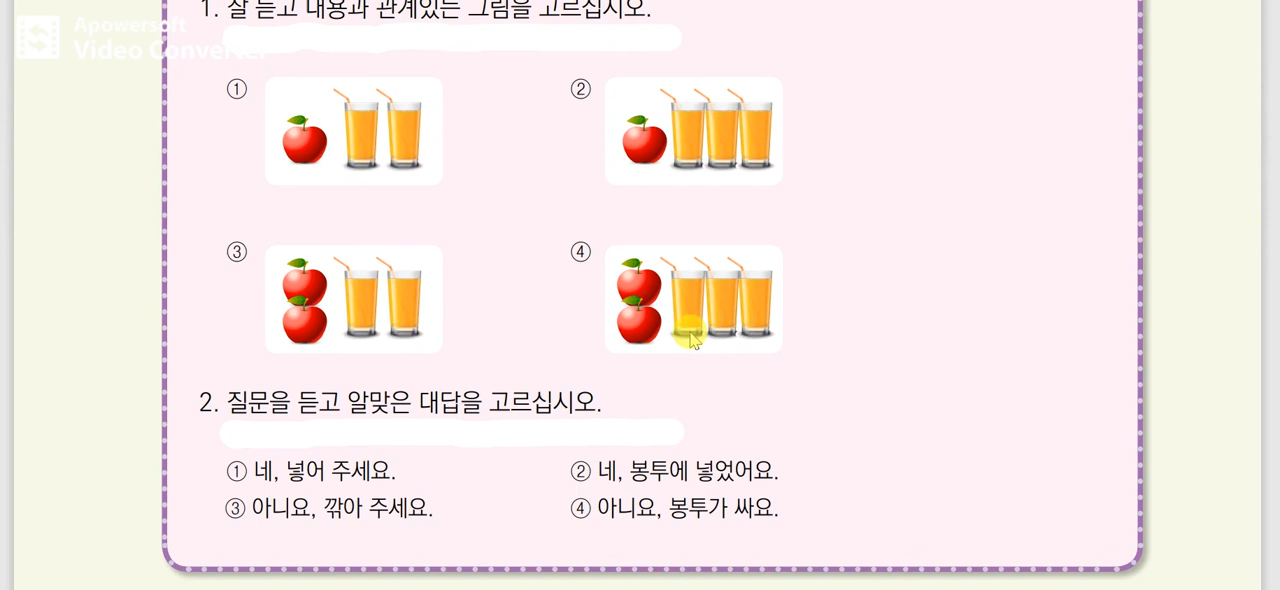 1. 잘 듣고 내용과 관계있는 그림을 고르십시오.
Apowersoft
Video Converter
①
②
③
④
2. 질문을 듣고 알맞은 대답을 고르십시오.
① 네, 넣어 주세요.
② 네, 봉투에 넣었어요.
③ 아니요, 깎아 주세요.
④ 아니요, 봉투가 싸요.